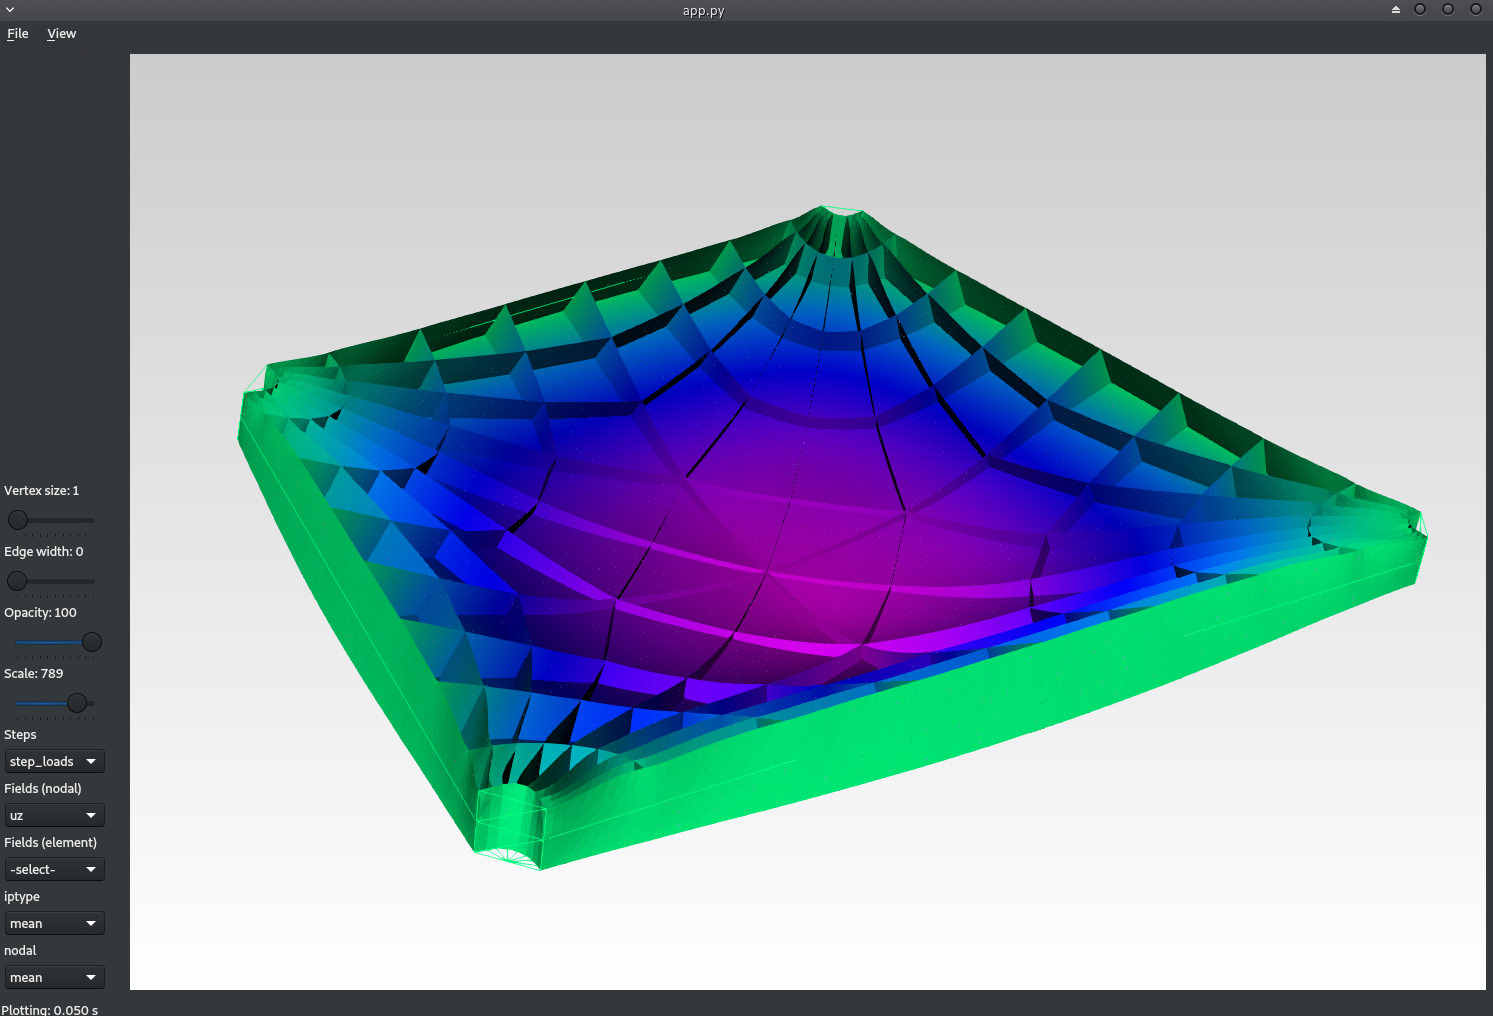 app.py
File View
Vertex size: 1
Edge width: 0
Opacity: 100
Scale: 789
Steps
step_loads
Fields (nodal)
uz
Fields (element)
-select-
iptype
mean
nodal
mean
Plotting: 0.050 s